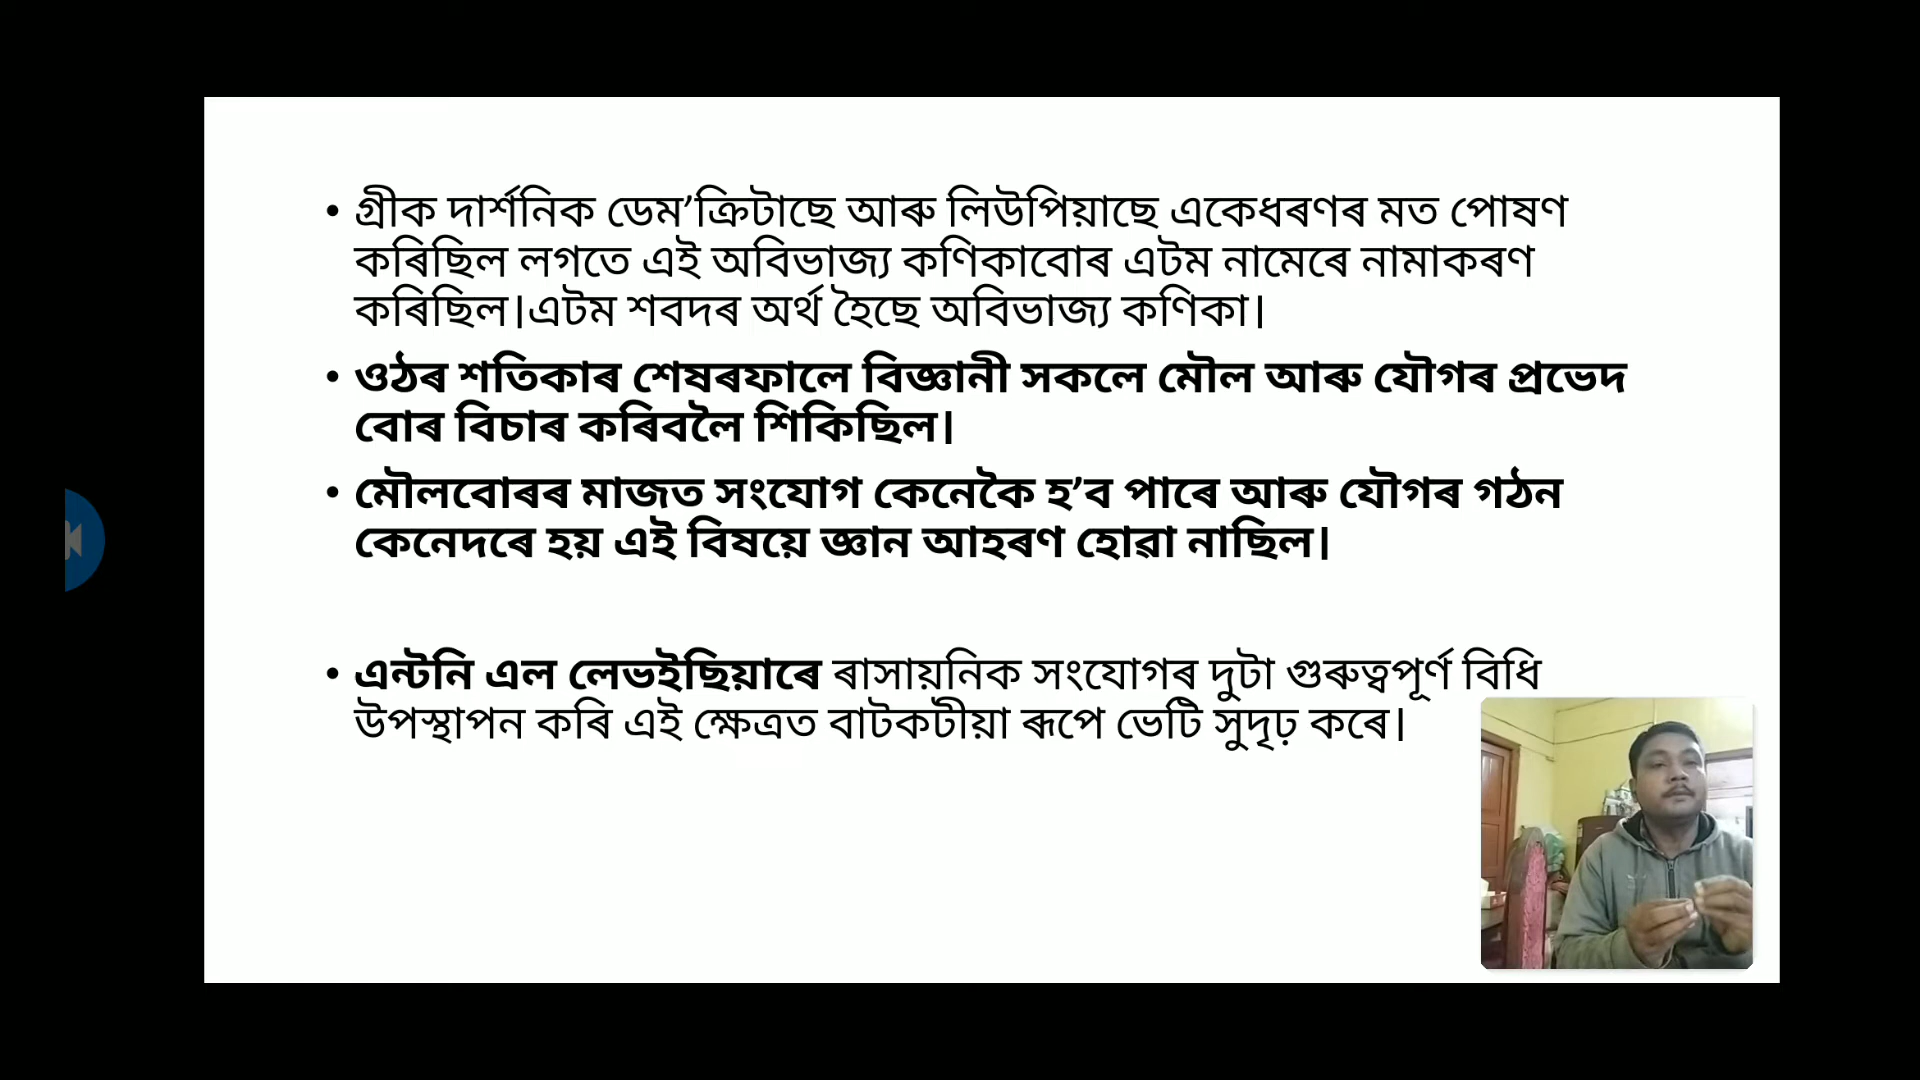 • গ্ৰীক দাৰ্শনিক ডেম’ক্ৰিটাছে আৰু লিউপিয়াছে একেধৰণৰ মত পোষণ
কৰিছিল লগতে এই অবিভাজ্য কণিকাবোৰ এটম নামেৰে নামাকৰণ
কৰিছিল।এটম শবদৰ অৰ্থ হৈছে অবিভাজ্য কণিকা।
• ওঠৰ শতিকাৰ শেষৰফালে বিজ্ঞানী সকলে মৌল আৰু যৌগৰ প্ৰভেদ
বোৰ বিচাৰ কৰিবলৈ শিকিছিল।
• মৌলবোৰৰ মাজত সংযোগ কেনেকৈ হ’ব পাৰে আৰু যৌগৰ গঠন
কেনেদৰে হয় এই বিষয়ে জ্ঞান আহৰণ হোৱা নাছিল।
• এন্টনি এল লেভইছিয়াৰে ৰাসায়নিক সংযোগৰ দুটা গুৰুত্বপূৰ্ণ বিধি
উপস্থাপন কৰি এই ক্ষেত্ৰত বাটকটীয়া ৰূপে ভেটি সুদৃঢ় কৰে।